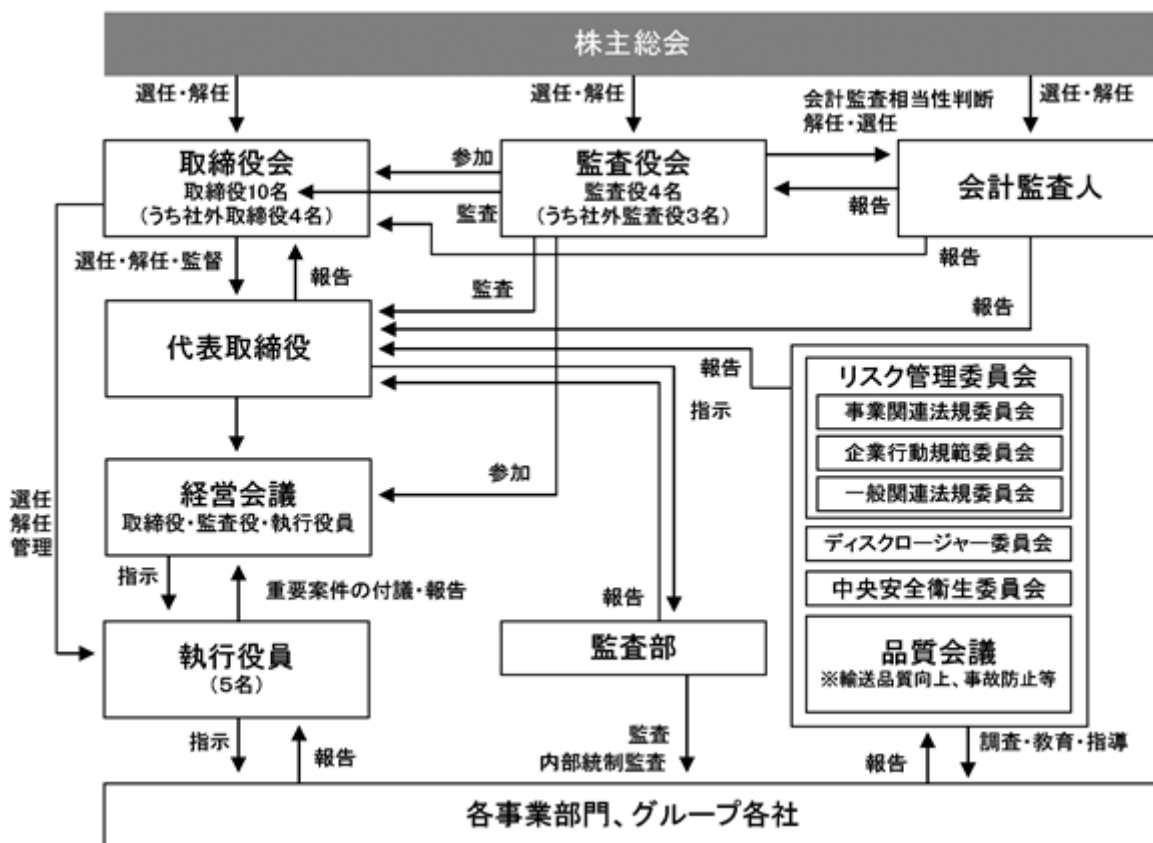 株主総会
選任・解任
選任・解任
会計監査相当性判断
解任・選任
選任・解任
取締役会
取締役10名
(うち社外取締役4名)
参加
監査
監査役会
監査役4名
(うち社外監査役3名)
報告
会計監査人
選任・解任・監督
報告
監査
報告
報告
代表取締役
報告
指示
リスク管理委員会
事業関連法規委員会
企業行動規範委員会
一般関連法規委員会
ディスクロージャー委員会
中央安全衛生委員会
品質会議
※輸送品質向上、事故防止等
経営会議
取締役・監査役・執行役員
参加
選任
解任
管理
指示
重要案件の付議・報告
報告
執行役員
(5名)
監査部
指示
報告
監査
内部統制監査
報告
調査・教育・指導
各事業部門、グループ各社